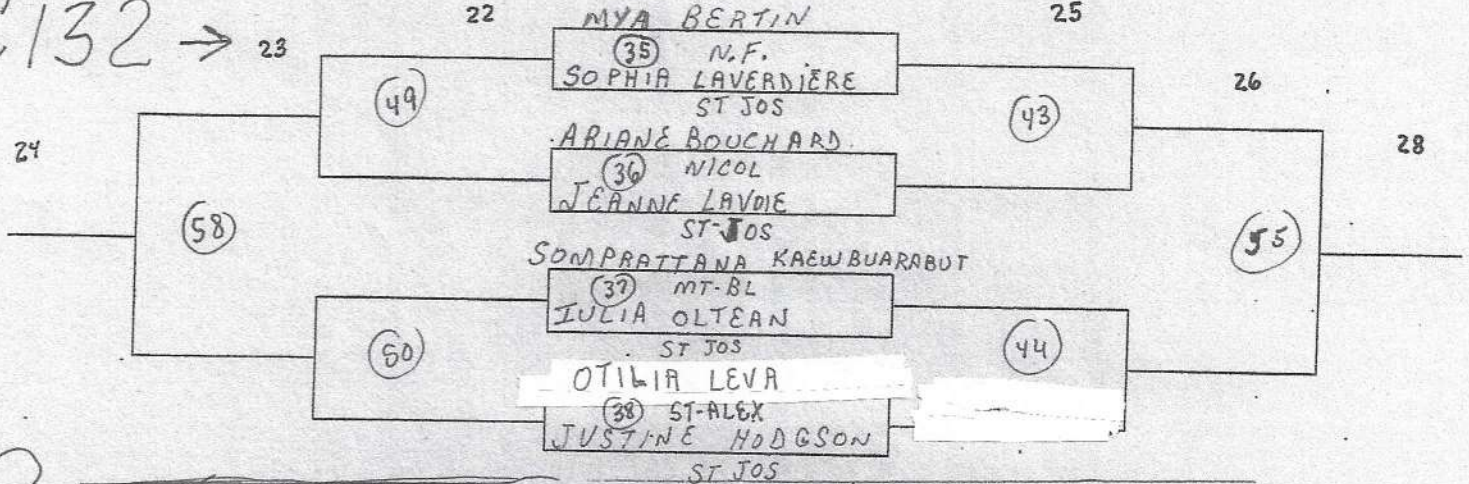 22
25
132 → 23
26
24
28
MYA BERTIN
35 N.F.
SOPHIA LAVERDIÈRE
ST JOS
49
43
ARIANE BOUCHARD
36 NICOL
JEANNE LAVOIE
ST-JOS
58
55
SOMPRATTANA KAEWBUARABUT
37 MT-BL
IULIA OLTEAN
ST JOS
50
44
OTILIA LEVA
38 ST-ALEX
JUSTINE HODGSON
ST JOS